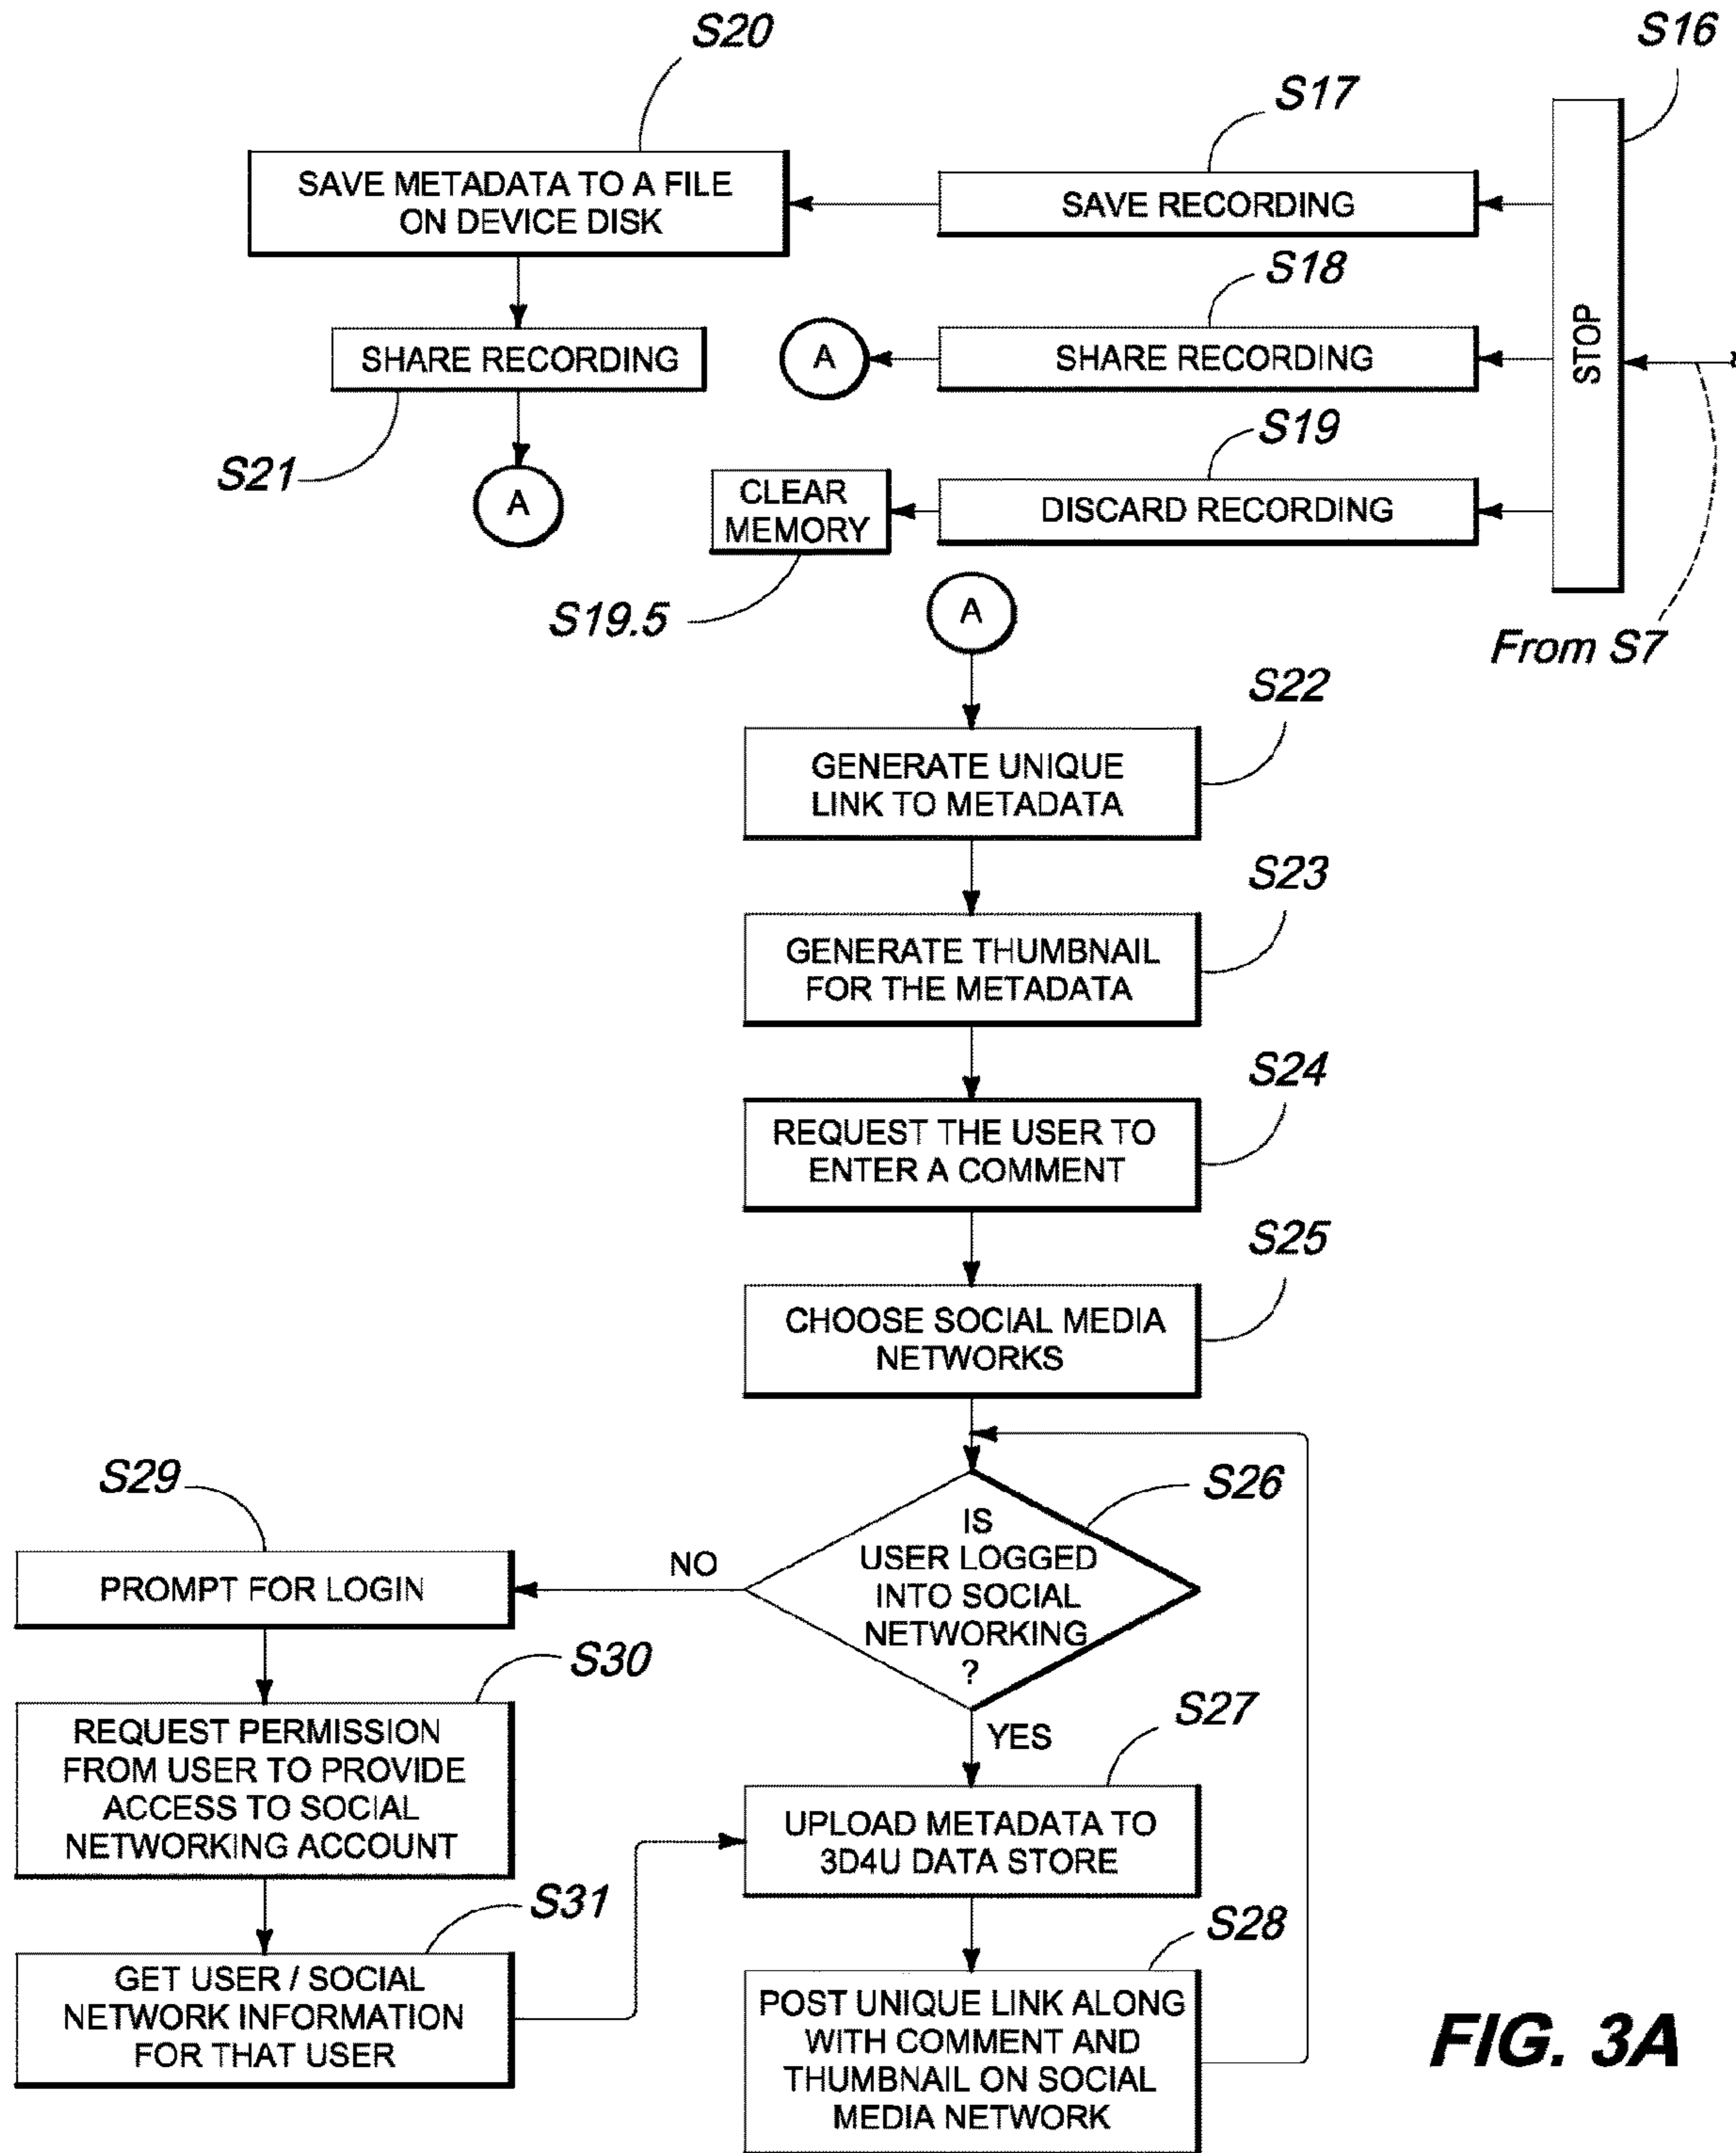 S20
S16
S17
SAVE METADATA TO A FILE
ON DEVICE DISK
SAVE RECORDING
S18
SHARE RECORDING
A
SHARE RECORDING
STOP
S19
S21
A
CLEAR
MEMORY
DISCARD RECORDING
S19.5
A
From S7
S22
GENERATE UNIQUE
LINK TO METADATA
S23
GENERATE THUMBNAIL
FOR THE METADATA
S24
REQUEST THE USER TO
ENTER A COMMENT
S25
CHOOSE SOCIAL MEDIA
NETWORKS
S29
S26
IS
USER LOGGED
INTO SOCIAL
NETWORKING
?
NO
PROMPT FOR LOGIN
S30
YES
S27
REQUEST PERMISSION
FROM USER TO PROVIDE
ACCESS TO SOCIAL
NETWORKING ACCOUNT
UPLOAD METADATA TO
3D4U DATA STORE
S31
S28
GET USER / SOCIAL
NETWORK INFORMATION
FOR THAT USER
POST UNIQUE LINK ALONG
WITH COMMENT AND
THUMBNAIL ON SOCIAL
MEDIA NETWORK
FIG. 3A